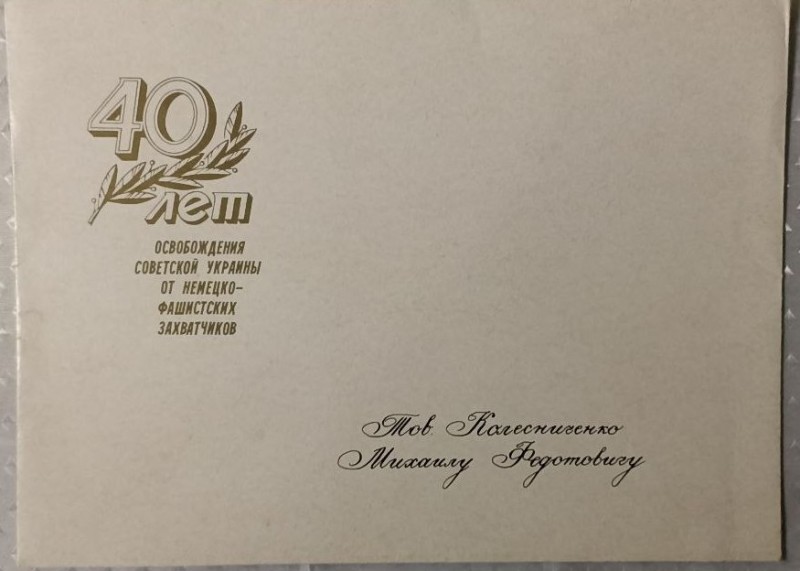 40
лет
ОСВОБОЖДЕНИЯ
СОВЕТСКОЙ УКРАИНЫ
ОТ НЕМЕЦКО-
ФАШИСТСКИХ
ЗАХВАТЧИКОВ
Тов. Колесниченко
Михаилу Федотовичу